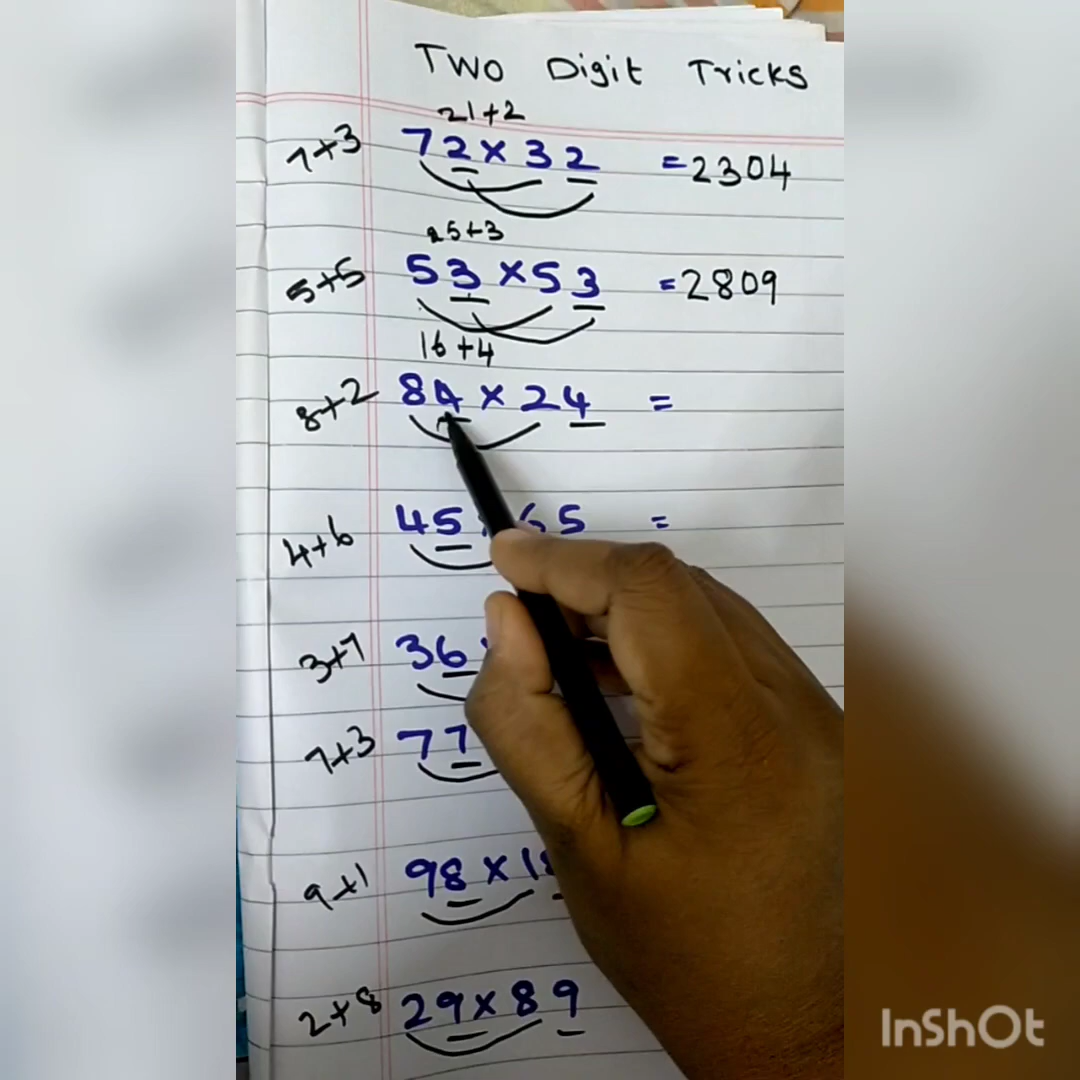 Two Digit Tricks
21+2
7+3 72 × 32 = 2304
25+3
5+5 53 × 53 = 2809
16+4
8+2 84 × 24 =
4+6 45 65 =
3+7 36
7+3 77
9+1 98 × 18
2+8 29 × 89
InShOt